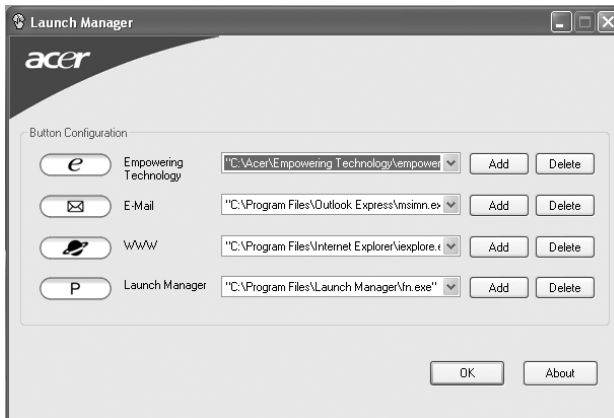 Launch Manager
acer
Button Configuration
e Empowering Technology "C:\Acer\Empowering Technology\empower Add Delete
E-Mail "C:\Program Files\Outlook Express\msimn.ex Add Delete
WWW "C:\Program Files\Internet Explorer\iexplore.e Add Delete
P Launch Manager "C:\Program Files\Launch Manager\fn.exe" Add Delete
OK About